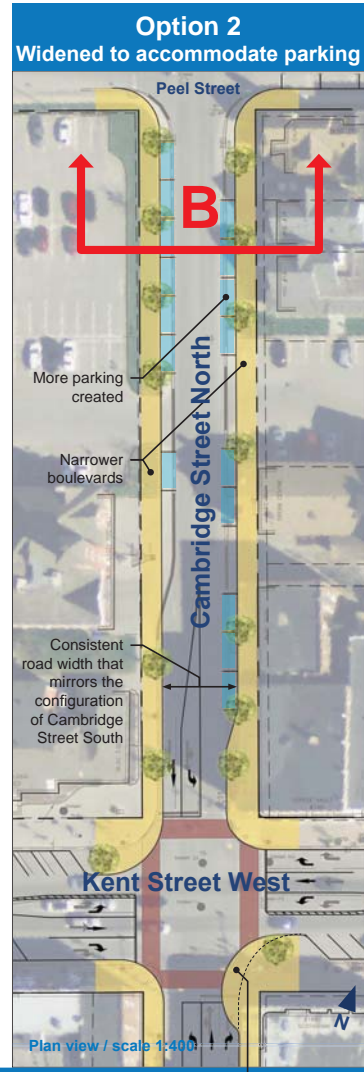 Option 2
Widened to accommodate parking
Peel Street
B
More parking
created
Narrower
boulevards
Cambridge Street North
Consistent
road width that
mirrors the
configuration
of Cambridge
Street South
Kent Street West
N
Plan view / scale 1:400